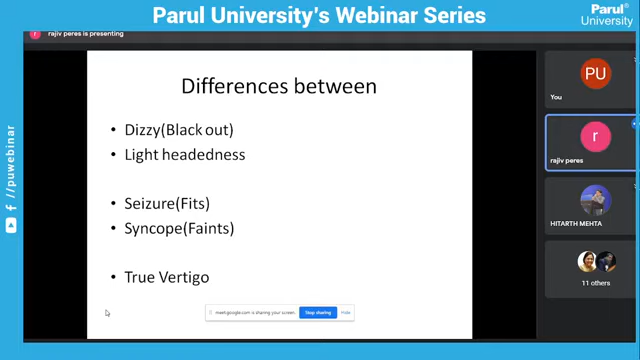 Parul University's Webinar Series
Parul®
University
r
rajiv peres is presenting
Differences between
• Dizzy(Black out)
• Light headedness
• Seizure(Fits)
• Syncope(Faints)
• True Vertigo
meet.google.com is sharing your screen.
Stop sharing
Hide
PU
You
r
rajiv peres
HITARTH MEHTA
11 others
//puwebinar